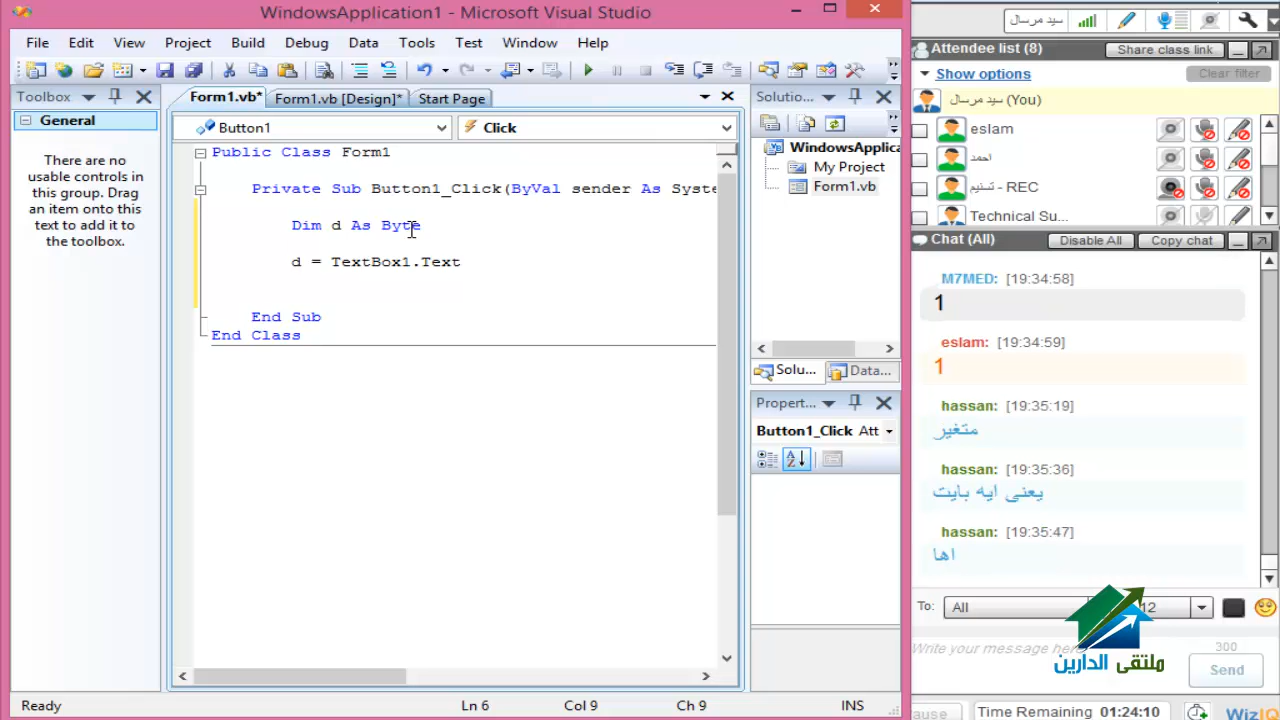 WindowsApplication1 - Microsoft Visual Studio
File Edit View Project Build Debug Data Tools Test Window Help
Toolbox
General
There are no
usable controls in
this group. Drag
an item onto this
text to add it to
the toolbox.
Form1.vb* Form1.vb [Design]* Start Page
Button1 Click
Public Class Form1
Private Sub Button1_Click(ByVal sender As Syste
Dim d As Byte
d = TextBox1.Text
End Sub
End Class
Solutio...
WindowsApplica
My Project
Form1.vb
Solu... Data...
Propert...
Button1_Click Att
Ready Ln 6 Col 9 Ch 9 INS
سيد مرسال
Attendee list (8) Share class link
Show options Clear filter
سيد مرسال (You)
eslam
احمد
تسنيم - REC
Technical Su...
Chat (All) Disable All Copy chat
M7MED: [19:34:58]
1
eslam: [19:34:59]
1
hassan: [19:35:19]
متغير
hassan: [19:35:36]
يعنى ايه بايت
hassan: [19:35:47]
اها
To: All 12
Write your message here 300
ملتقى الدارين
Send
ause Time Remaining 01:24:10 WizIQ